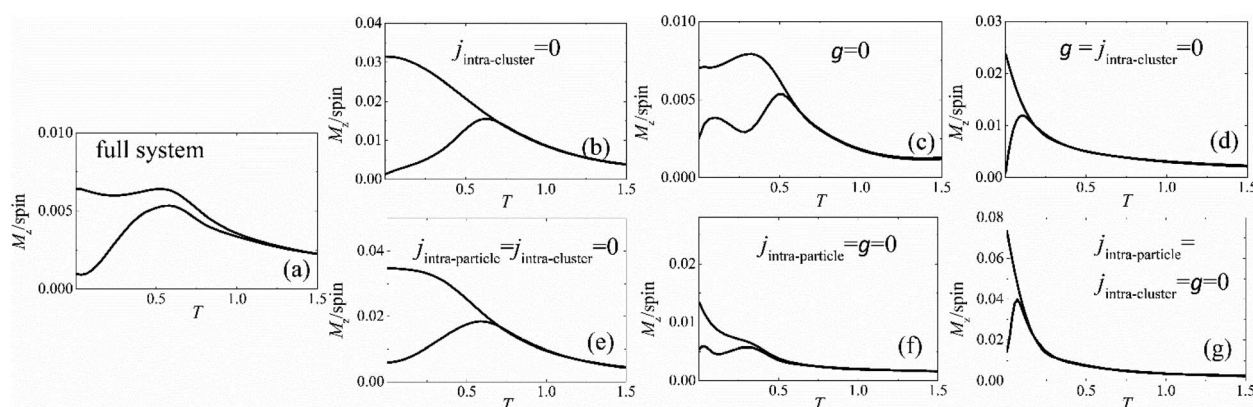 0.010
full system
0.005
0.000
M_z/spin
(a)
0.5 1.0 1.5
T
0.04
j_intra-cluster=0
0.03
0.02
0.01
0.00
M_z/spin
(b)
0.5 1.0 1.5
T
0.010
g=0
0.005
0.000
M_z/spin
(c)
0.5 1.0 1.5
T
0.03
g = j_intra-cluster=0
0.02
0.01
0.00
M_z/spin
(d)
0.5 1.0 1.5
T
0.04
j_intra-particle=j_intra-cluster=0
0.02
0.00
M_z/spin
(e)
0.5 1.0 1.5
T
j_intra-particle=g=0
0.02
0.01
0.00
M_z/spin
(f)
0.5 1.0 1.5
T
0.08
j_intra-particle=
j_intra-cluster=g=0
0.06
0.04
0.02
0.00
M_z/spin
(g)
0.5 1.0 1.5
T